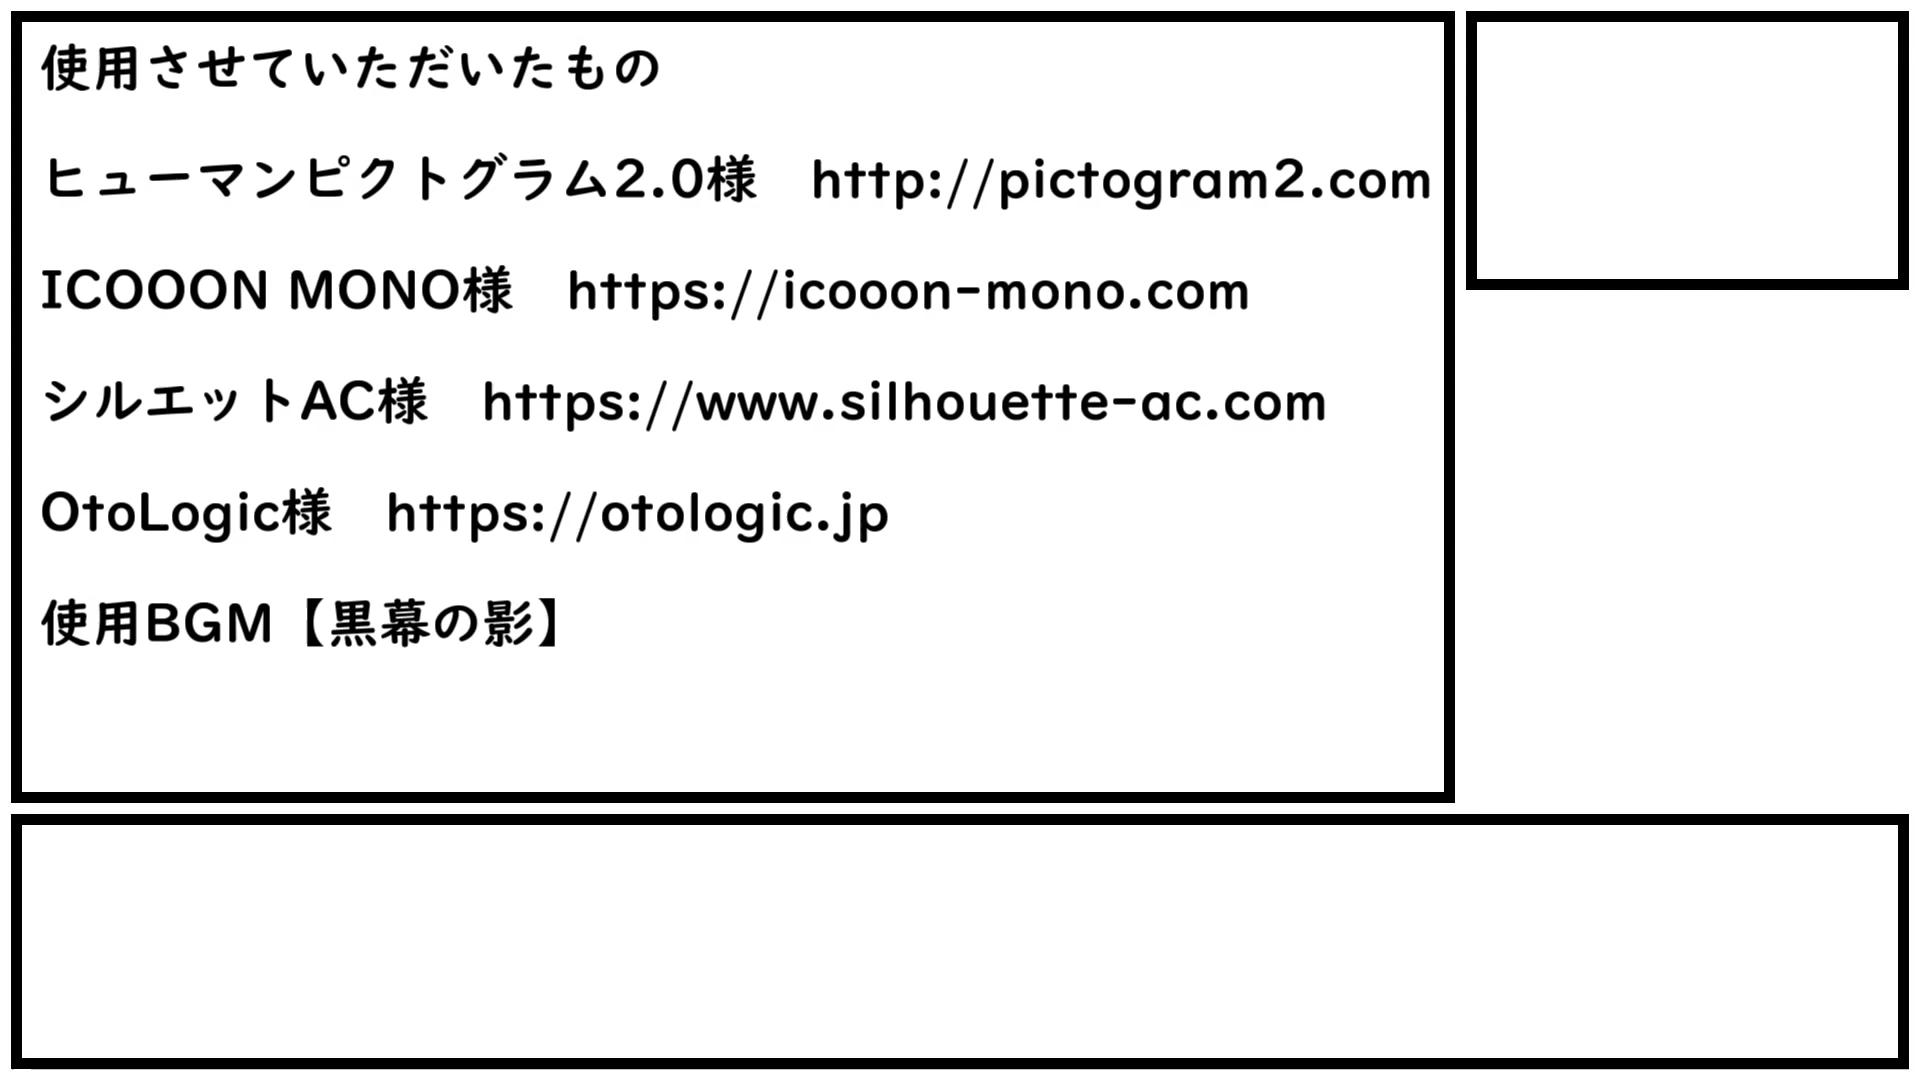 使用させていただいたもの
ヒューマンピクトグラム2.0様　http://pictogram2.com
ICOOON MONO様　https://icooon-mono.com
シルエットAC様　https://www.silhouette-ac.com
OtoLogic様　https://otologic.jp
使用BGM【黒幕の影】